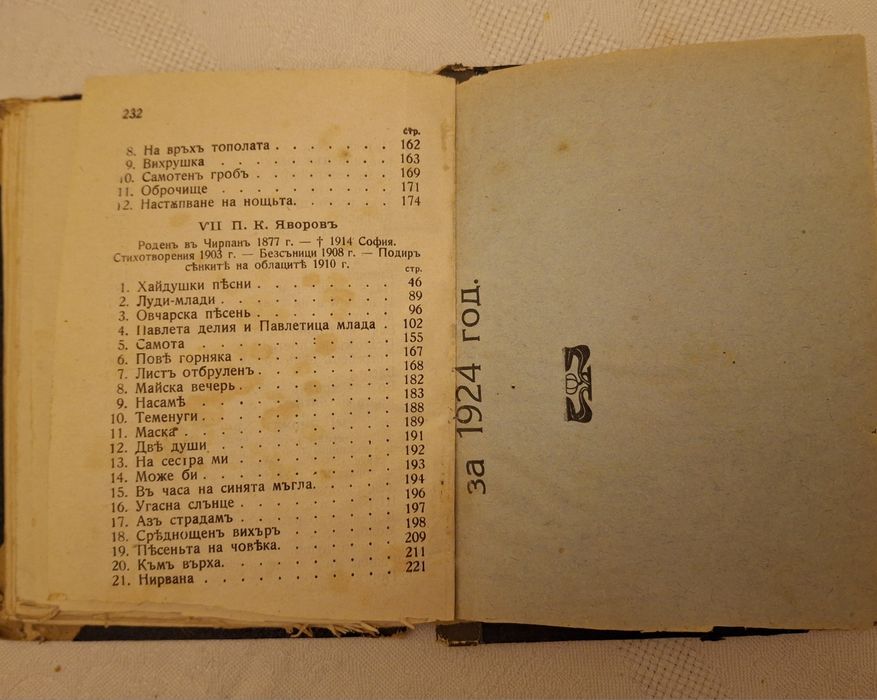 232
стр.
8. На връхъ тополата . . . . . . . 162
9. Вихрушка . . . . . . . . . 163
10. Самотенъ гробъ . . . . . . . . 169
11. Оброчище . . . . . . . . . 171
12. Настѫпване на нощьта. . . . . . 174
VII П. К. Яворовъ
Роденъ въ Чирпанъ 1877 г. — † 1914 София.
Стихотворения 1903 г. — Безсъници 1908 г. — Подиръ
сѣнкитѣ на облацитѣ 1910 г.
стр.
1. Хайдушки пѣсни . . . . . . . 46
2. Луди-млади . . . . . . . . . 89
3. Овчарска пѣсень . . . . . . . 96
4. Павлета делия и Павлетица млада . 102
5. Самота . . . . . . . . . 155
6. Повѣ горняка . . . . . . . . 167
7. Листъ отбруленъ . . . . . . . 168
8. Майска вечерь . . . . . . . . 182
9. Насамѣ . . . . . . . . . 183
10. Теменуги . . . . . . . . . 188
11. Маска . . . . . . . . . . 189
12. Двѣ души . . . . . . . . . 191
13. На сестра ми . . . . . . . . 192
14. Може би . . . . . . . . . 193
15. Въ часа на синята мъгла. . . . . 194
16. Угасна слънце . . . . . . . . 196
17. Азъ страдамъ . . . . . . . . 197
18. Срѣднощенъ вихъръ . . . . . . 198
19. Пѣсеньта на човѣка. . . . . . . 209
20. Към върха. . . . . . . . . 211
21. Нирвана . . . . . . . . . 221
за 1924 год.